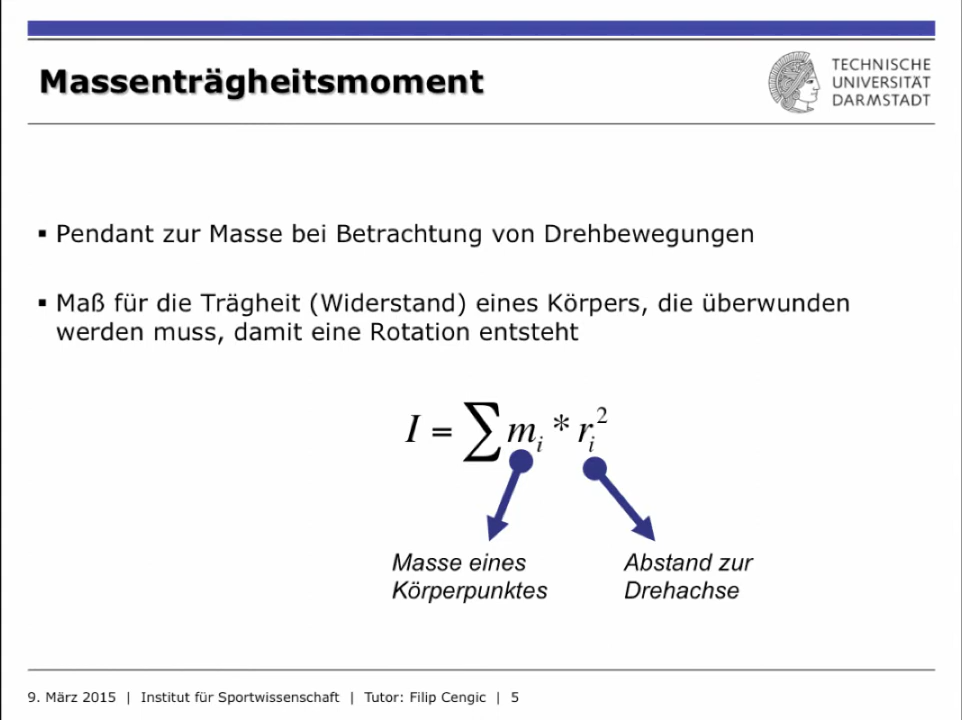 Massenträgheitsmoment
TECHNISCHE
UNIVERSITÄT
DARMSTADT
▪ Pendant zur Masse bei Betrachtung von Drehbewegungen
▪ Maß für die Trägheit (Widerstand) eines Körpers, die überwunden
werden muss, damit eine Rotation entsteht
I = ∑ mᵢ * rᵢ²
Masse eines
Körperpunktes
Abstand zur
Drehachse
9. März 2015 | Institut für Sportwissenschaft | Tutor: Filip Cengic | 5